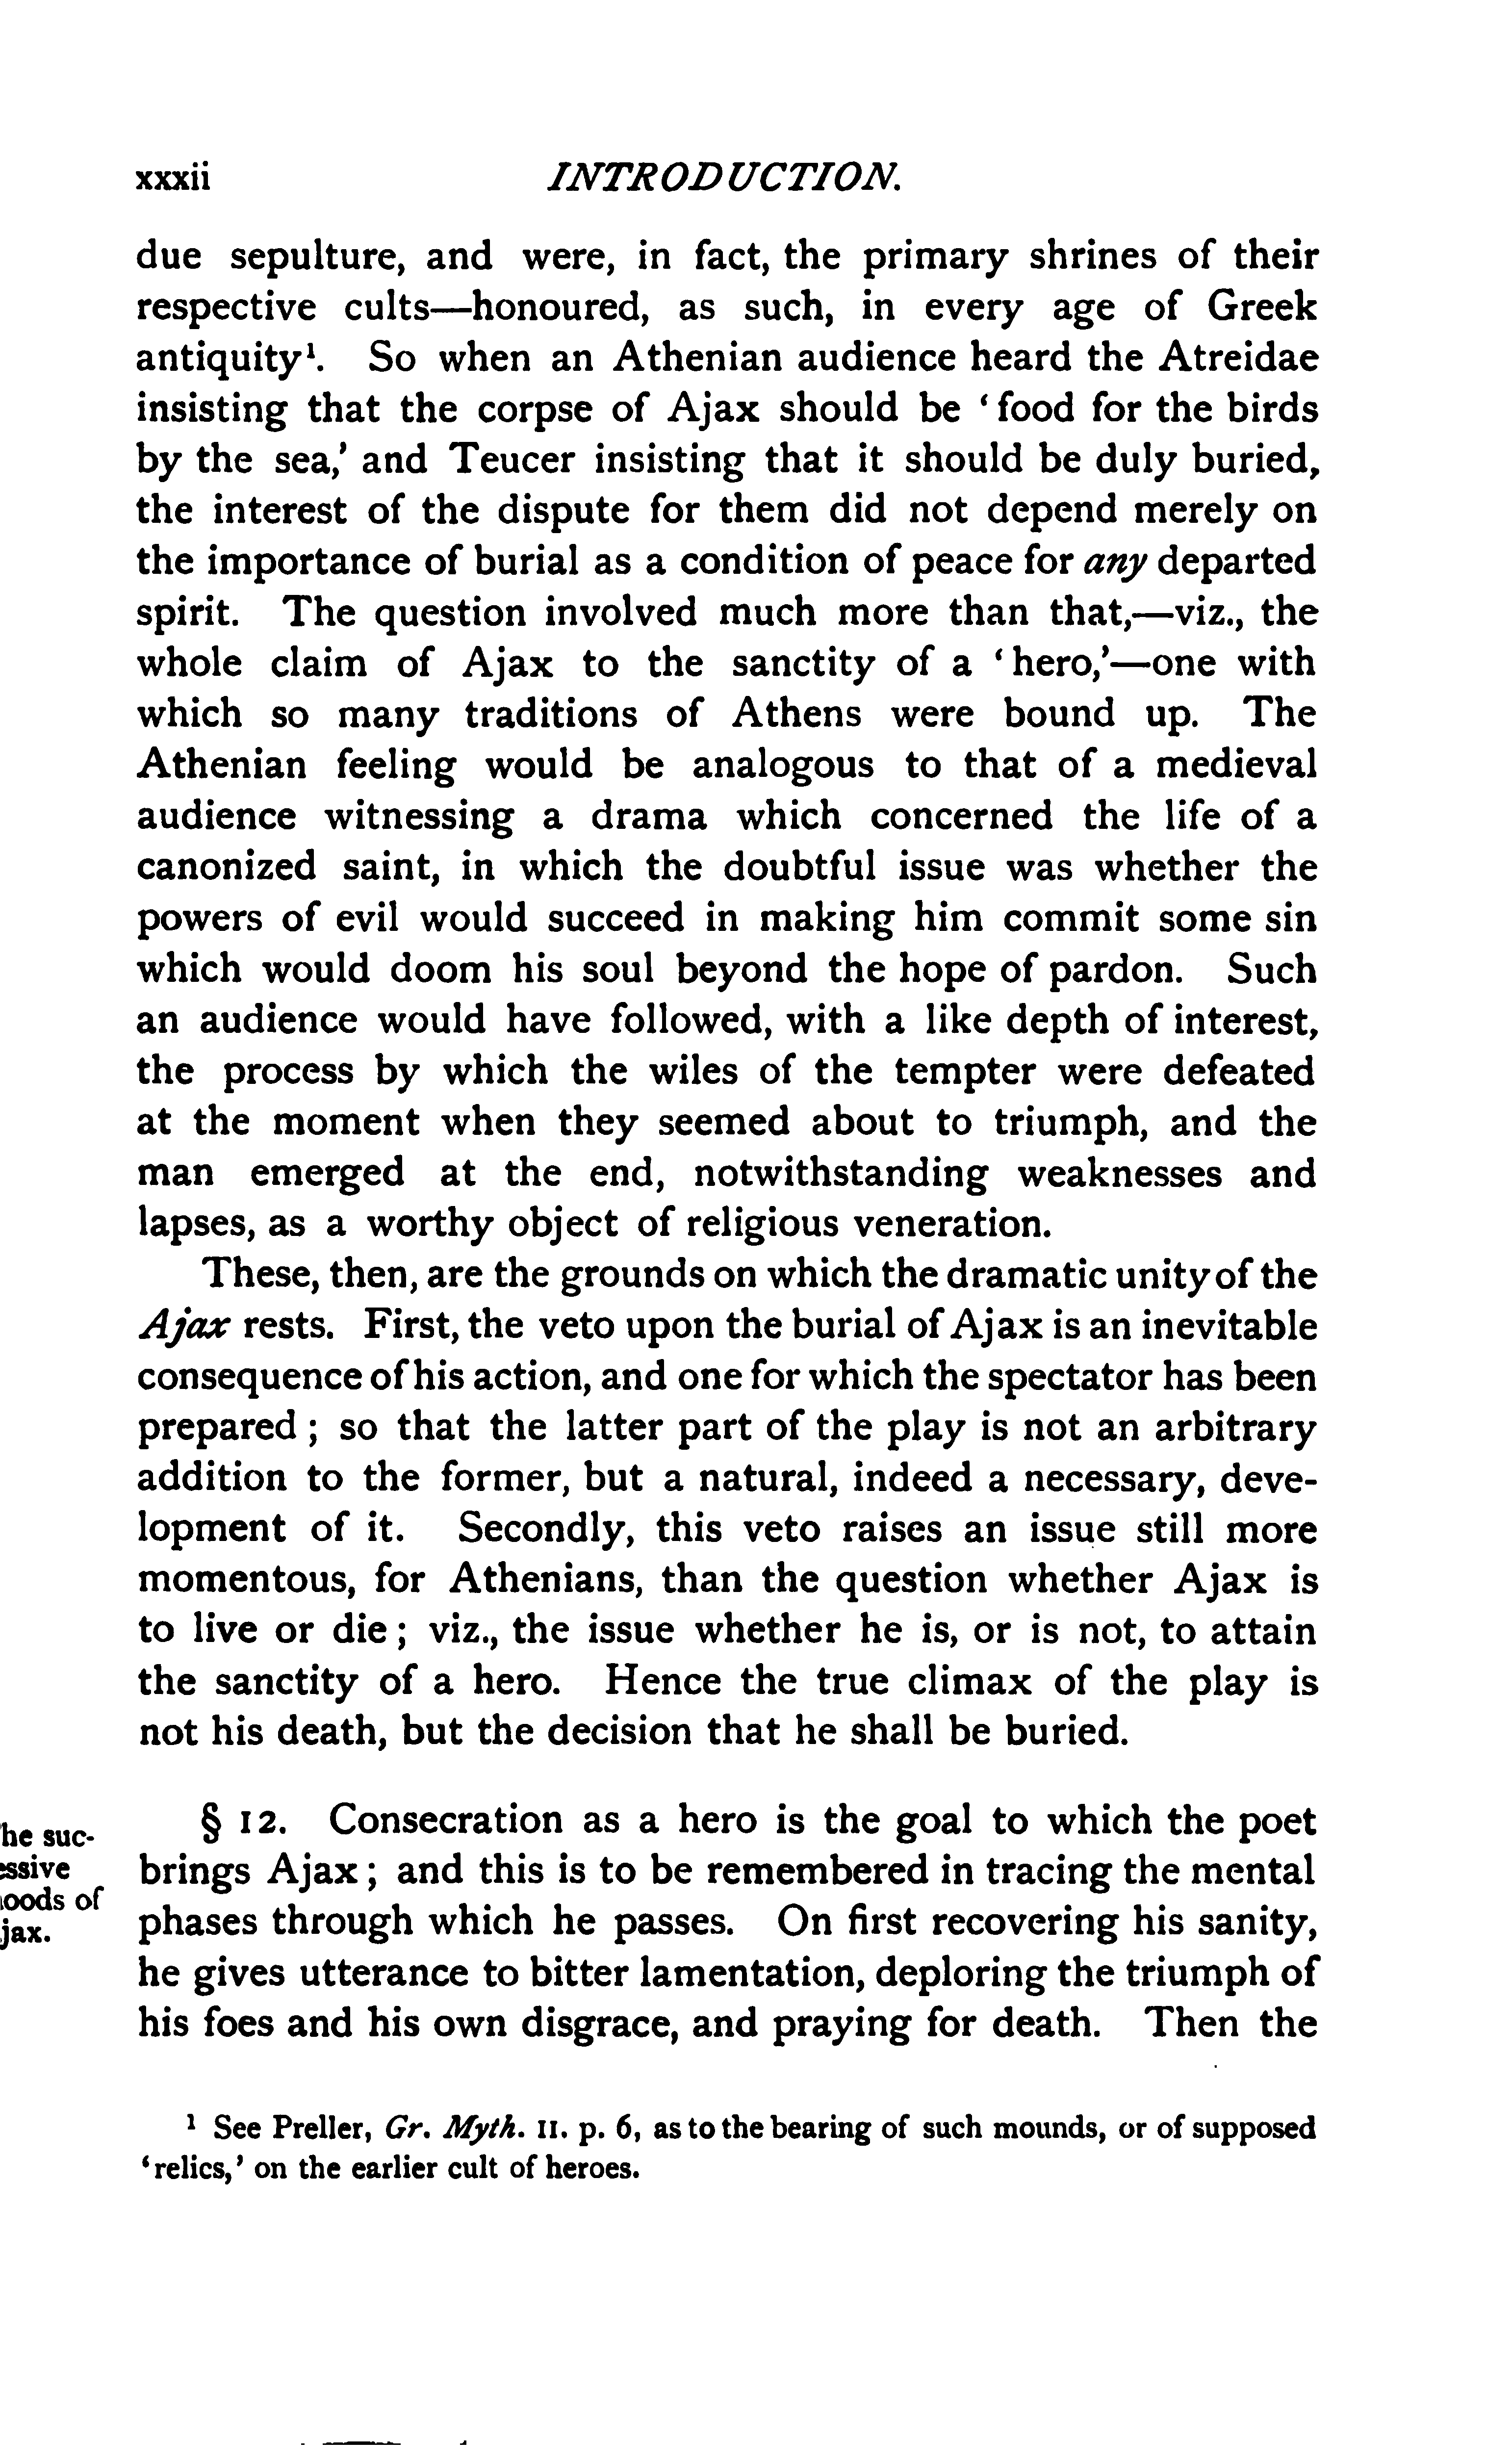 xxxii INTRODUCTION.
due sepulture, and were, in fact, the primary shrines of their
respective cults—honoured, as such, in every age of Greek
antiquity¹. So when an Athenian audience heard the Atreidae
insisting that the corpse of Ajax should be ‘food for the birds
by the sea,’ and Teucer insisting that it should be duly buried,
the interest of the dispute for them did not depend merely on
the importance of burial as a condition of peace for any departed
spirit. The question involved much more than that,—viz., the
whole claim of Ajax to the sanctity of a ‘hero,’—one with
which so many traditions of Athens were bound up. The
Athenian feeling would be analogous to that of a medieval
audience witnessing a drama which concerned the life of a
canonized saint, in which the doubtful issue was whether the
powers of evil would succeed in making him commit some sin
which would doom his soul beyond the hope of pardon. Such
an audience would have followed, with a like depth of interest,
the process by which the wiles of the tempter were defeated
at the moment when they seemed about to triumph, and the
man emerged at the end, notwithstanding weaknesses and
lapses, as a worthy object of religious veneration.
These, then, are the grounds on which the dramatic unity of the
Ajax rests. First, the veto upon the burial of Ajax is an inevitable
consequence of his action, and one for which the spectator has been
prepared; so that the latter part of the play is not an arbitrary
addition to the former, but a natural, indeed a necessary, deve-
lopment of it. Secondly, this veto raises an issue still more
momentous, for Athenians, than the question whether Ajax is
to live or die; viz., the issue whether he is, or is not, to attain
the sanctity of a hero. Hence the true climax of the play is
not his death, but the decision that he shall be buried.
he suc-
ssive
oods of
jax.
§ 12. Consecration as a hero is the goal to which the poet
brings Ajax; and this is to be remembered in tracing the mental
phases through which he passes. On first recovering his sanity,
he gives utterance to bitter lamentation, deploring the triumph of
his foes and his own disgrace, and praying for death. Then the
¹ See Preller, Gr. Myth. II. p. 6, as to the bearing of such mounds, or of supposed
‘relics,’ on the earlier cult of heroes.